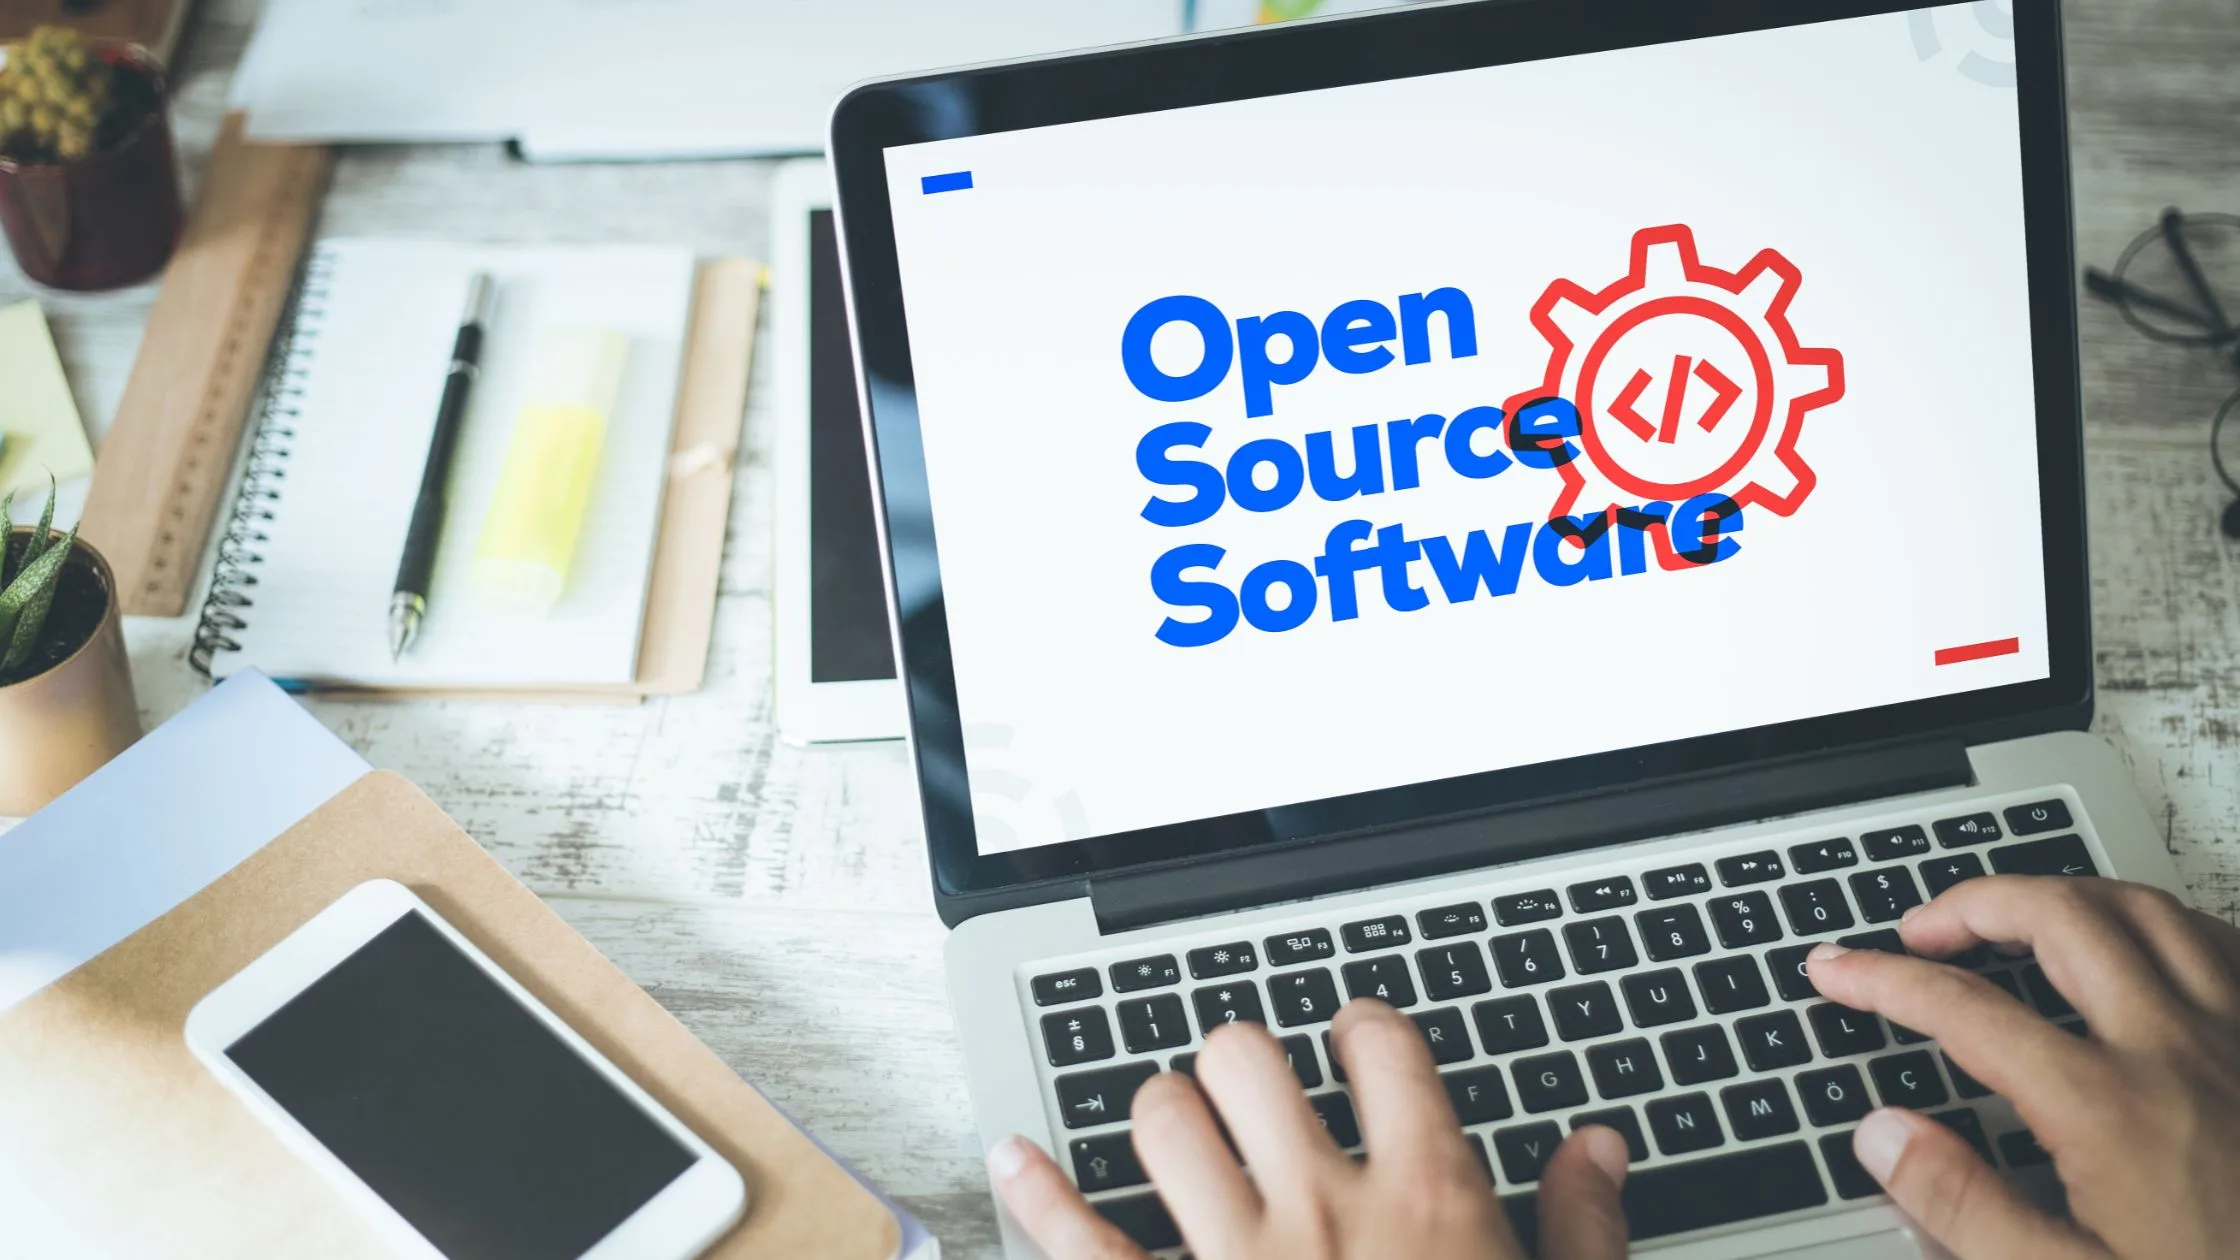 Open
Source
Software
</>
esc F1 F2 F3 F4 F5 F6 F7 F8 F9 F10 F11 F12
± ! * “ ‘ ( / ) – % : $ +
§ 1 2 3 4 5 6 7 8 9 0 ;
R T Y U I
F G H J K L
V N M Ö Ç